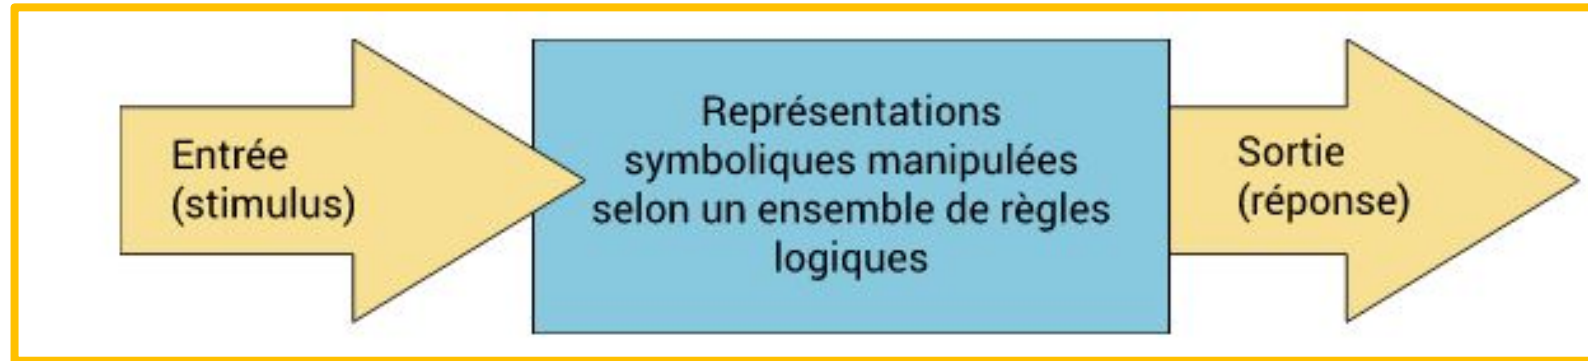 Entrée
(stimulus)
Représentations
symboliques manipulées
selon un ensemble de règles
logiques
Sortie
(réponse)